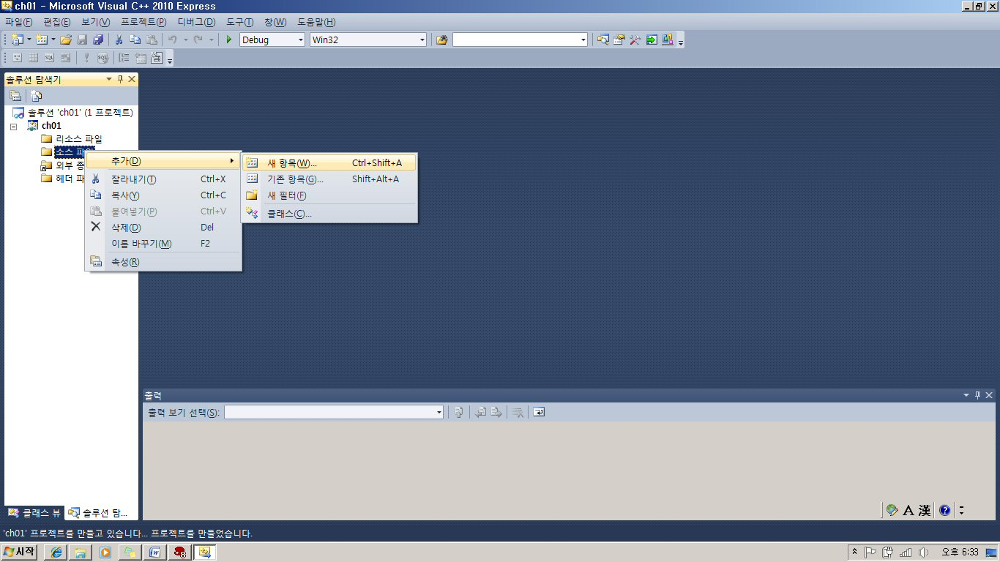 ch01 - Microsoft Visual C++ 2010 Express
파일(F) 편집(E) 보기(V) 프로젝트(P) 디버그(D) 도구(T) 창(W) 도움말(H)
Debug Win32
솔루션 탐색기
솔루션 'ch01' (1 프로젝트)
ch01
리소스 파일
소스 파일
외부 종
헤더 파
추가(D)
잘라내기(T) Ctrl+X
복사(Y) Ctrl+C
붙여넣기(P) Ctrl+V
삭제(D) Del
이름 바꾸기(M) F2
속성(R)
새 항목(W)... Ctrl+Shift+A
기존 항목(G)... Shift+Alt+A
새 필터(F)
클래스(C)...
출력
출력 보기 선택(S):
클래스 뷰 솔루션 탐...
A 漢
'ch01' 프로젝트를 만들고 있습니다... 프로젝트를 만들었습니다.
시작 오후 6:33